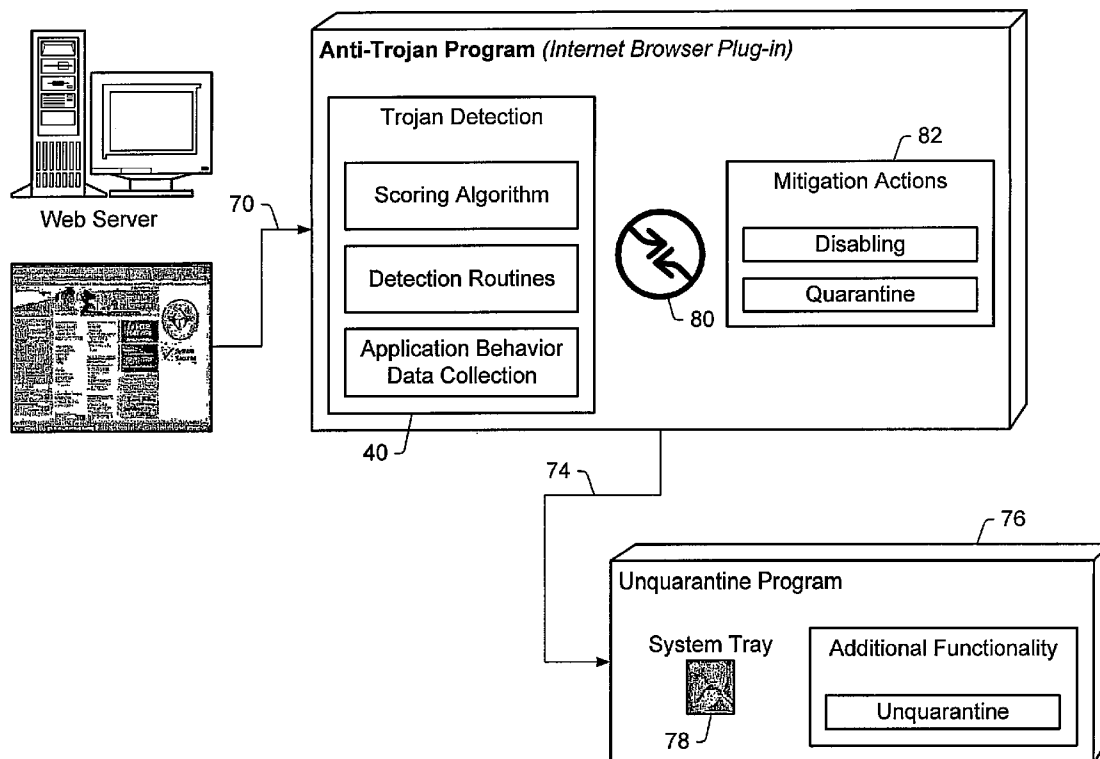 Anti-Trojan Program (Internet Browser Plug-in)
Trojan Detection
Scoring Algorithm
Detection Routines
Application Behavior
Data Collection
40
80
82
Mitigation Actions
Disabling
Quarantine
Web Server
70
74
76
Unquarantine Program
System Tray
78
Additional Functionality
Unquarantine